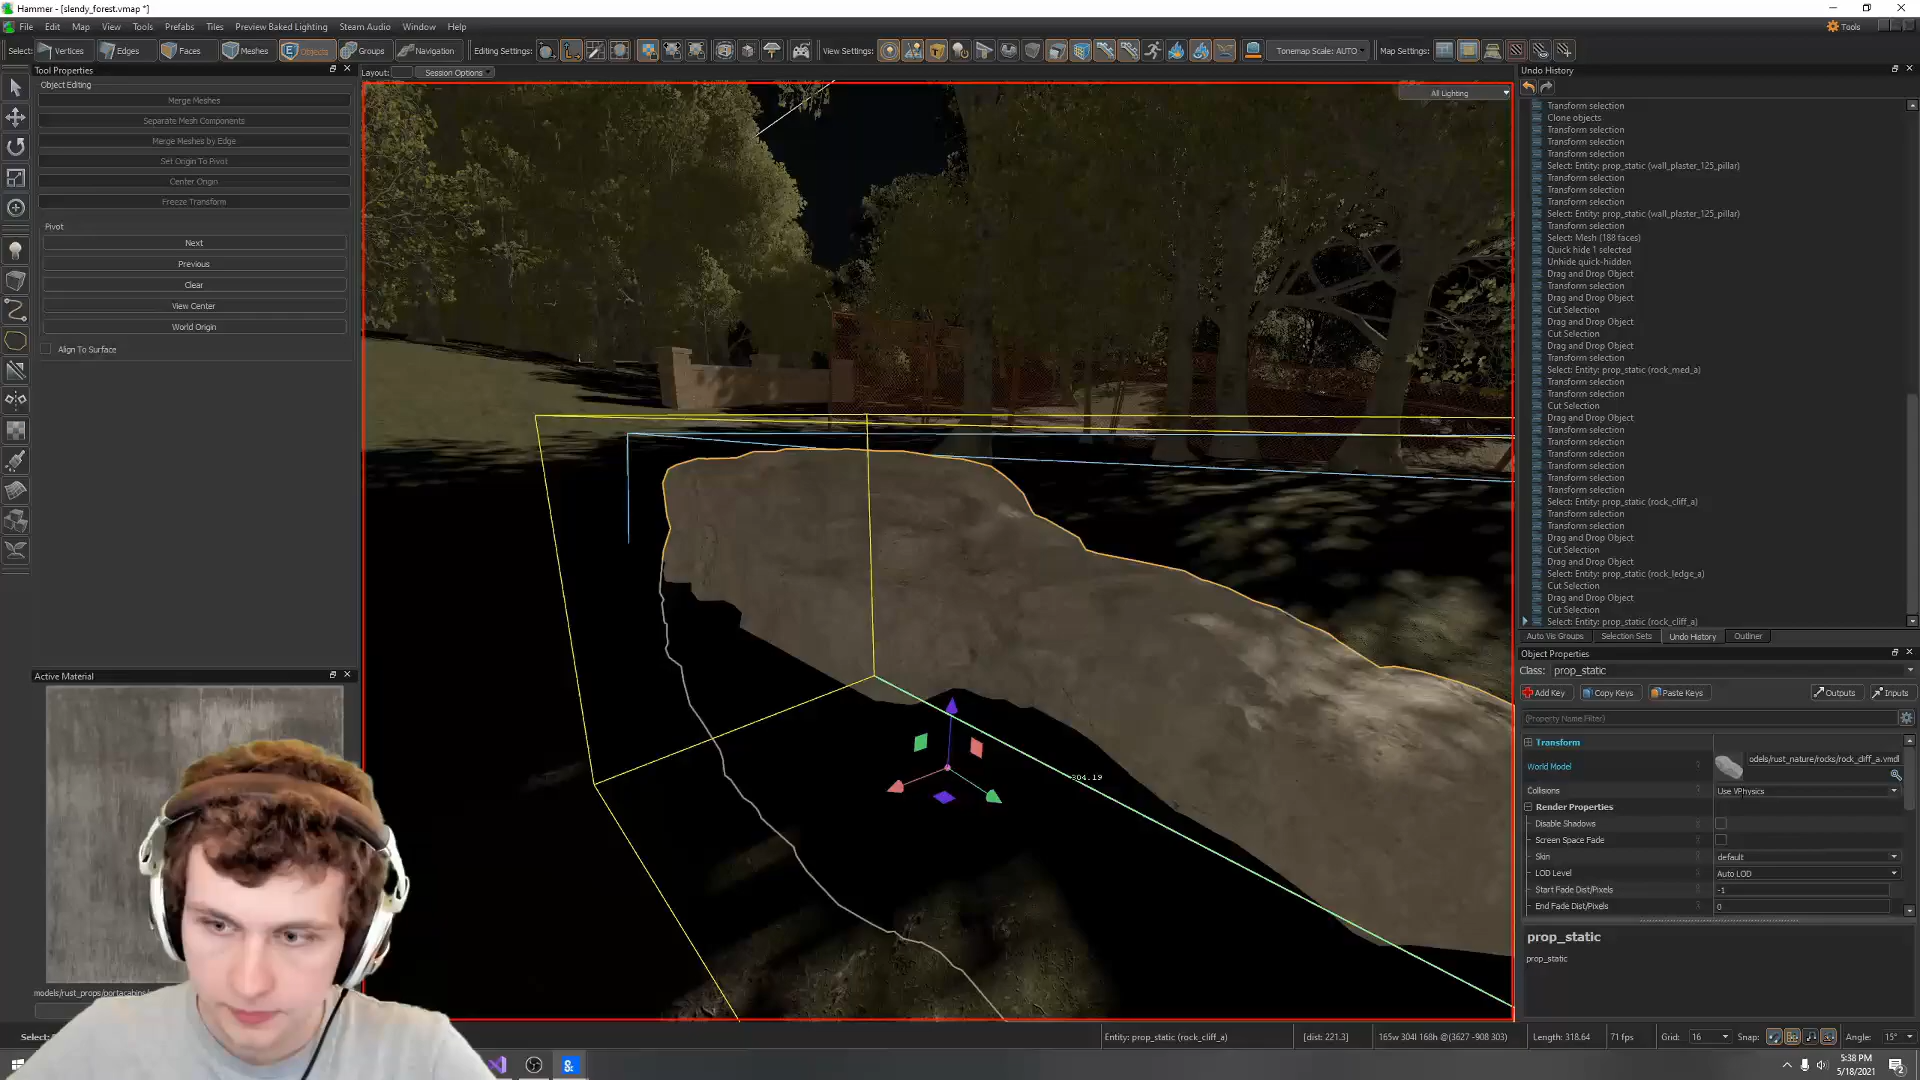 Hammer - [slendy_forest.vmap *]
File Edit Map View Tools Prefabs Tiles Preview Baked Lighting Steam Audio Window Help
Tools
Select: Vertices Edges Faces Meshes Objects Groups Navigation Editing Settings: View Settings: Tonemap Scale: AUTO Map Settings:
Tool Properties
Layout: Session Options
Undo History
Object Editing
Merge Meshes
Separate Mesh Components
Merge Meshes by Edge
Set Origin To Pivot
Center Origin
Freeze Transform
Pivot
Next
Previous
Clear
View Center
World Origin
Align To Surface
Active Material
All Lighting
304.19
Transform selection
Clone objects
Transform selection
Transform selection
Transform selection
Select: Entity: prop_static (wall_plaster_125_pillar)
Transform selection
Transform selection
Transform selection
Select: Entity: prop_static (wall_plaster_125_pillar)
Transform selection
Select: Mesh (188 faces)
Quick hide 1 selected
Unhide quick-hidden
Drag and Drop Object
Transform selection
Drag and Drop Object
Cut Selection
Drag and Drop Object
Cut Selection
Drag and Drop Object
Transform selection
Select: Entity: prop_static (rock_med_a)
Transform selection
Transform selection
Cut Selection
Drag and Drop Object
Transform selection
Transform selection
Transform selection
Transform selection
Transform selection
Transform selection
Select: Entity: prop_static (rock_cliff_a)
Transform selection
Transform selection
Drag and Drop Object
Cut Selection
Drag and Drop Object
Select: Entity: prop_static (rock_ledge_a)
Cut Selection
Drag and Drop Object
Cut Selection
Select: Entity: prop_static (rock_cliff_a)
Auto Vis Groups Selection Sets Undo History Outliner
Object Properties
Class: prop_static
Add Key Copy Keys Paste Keys Outputs Inputs
(Property Name Filter)
Transform
World Model odels/rust_nature/rocks/rock_cliff_a.vmdl
Collisions Use VPhysics
Render Properties
Disable Shadows
Screen Space Fade
Skin default
LOD Level Auto LOD
Start Fade Dist/Pixels -1
End Fade Dist/Pixels 0
prop_static
prop_static
models/rust_props/portacabin
Select:
Entity: prop_static (rock_cliff_a) [dist: 221.3] 165w 304l 168h @(3627 -908 303) Length: 318.64 71 fps Grid: 16 Snap: Angle: 15°
5:38 PM
5/18/2021
2